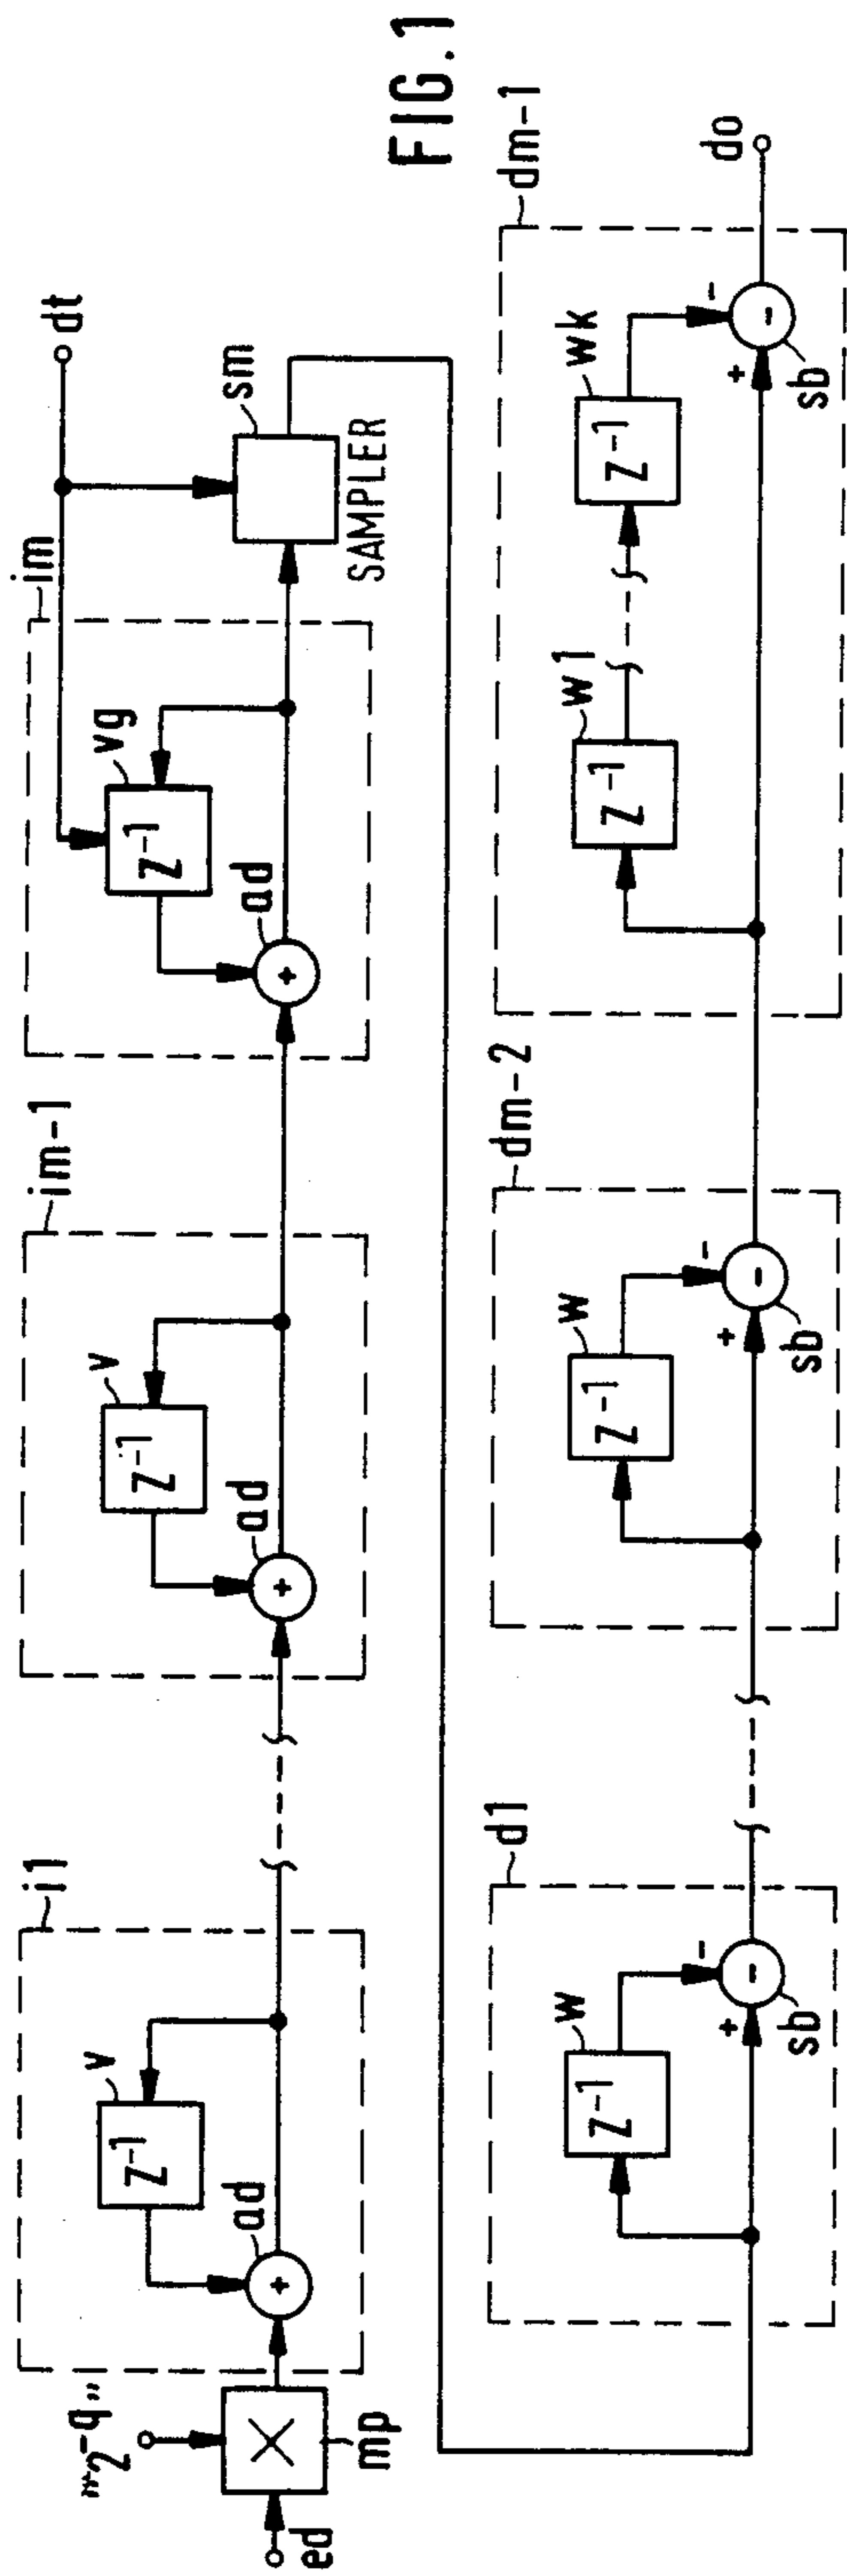 FIG.1
"2^-q"
ed
mp
i1
v
Z^-1
ad
+
im-1
v
Z^-1
ad
+
im
vg
Z^-1
ad
+
dt
sm
SAMPLER
d1
w
Z^-1
+
-
-
sb
dm-2
w
Z^-1
+
-
-
sb
dm-1
w1
Z^-1
wk
Z^-1
+
-
-
sb
do